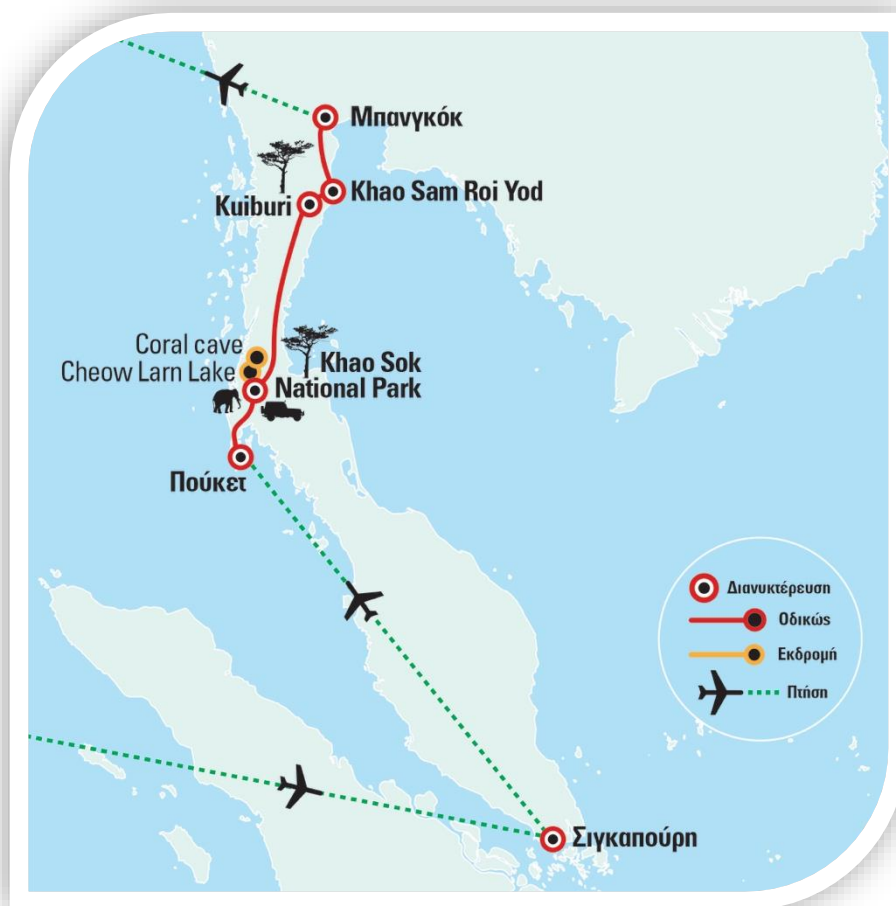 Μπανγκόκ
Khao Sam Roi Yod
Kuiburi
Coral cave
Cheow Larn Lake
Khao Sok
National Park
Πούκετ
Διανυκτέρευση
Οδικώς
Εκδρομή
Πτήση
Σιγκαπούρη